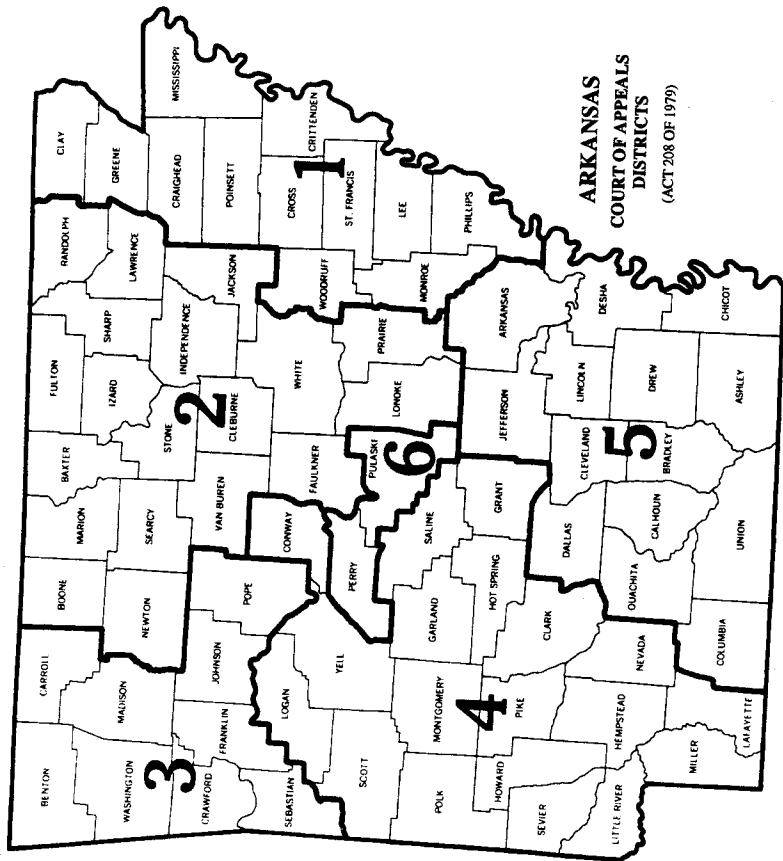 ARKANSAS
COURT OF APPEALS
DISTRICTS
(ACT 208 OF 1979)
BENTON
CARROLL
BOONE
MARION
BAXTER
FULTON
RANDOLPH
CLAY
WASHINGTON
MADISON
NEWTON
SEARCY
IZARD
SHARP
LAWRENCE
GREENE
STONE
INDEPENDENCE
CRAIGHEAD
MISSISSIPPI
3
2
CRAWFORD
FRANKLIN
JOHNSON
POPE
VAN BUREN
CLEBURNE
JACKSON
POINSETT
SEBASTIAN
LOGAN
CONWAY
FAULKNER
WHITE
WOODRUFF
CROSS
CRITTENDEN
1
ST. FRANCIS
SCOTT
YELL
PERRY
PULASKI
6
LONOKE
PRAIRIE
MONROE
LEE
PHILLIPS
POLK
MONTGOMERY
GARLAND
SALINE
4
HOWARD
PIKE
HOT SPRING
GRANT
JEFFERSON
ARKANSAS
SEVIER
CLARK
DALLAS
CLEVELAND
LINCOLN
DESHA
LITTLE RIVER
HEMPSTEAD
NEVADA
OUACHITA
CALHOUN
5
BRADLEY
DREW
CHICOT
MILLER
LAFAYETTE
COLUMBIA
UNION
ASHLEY